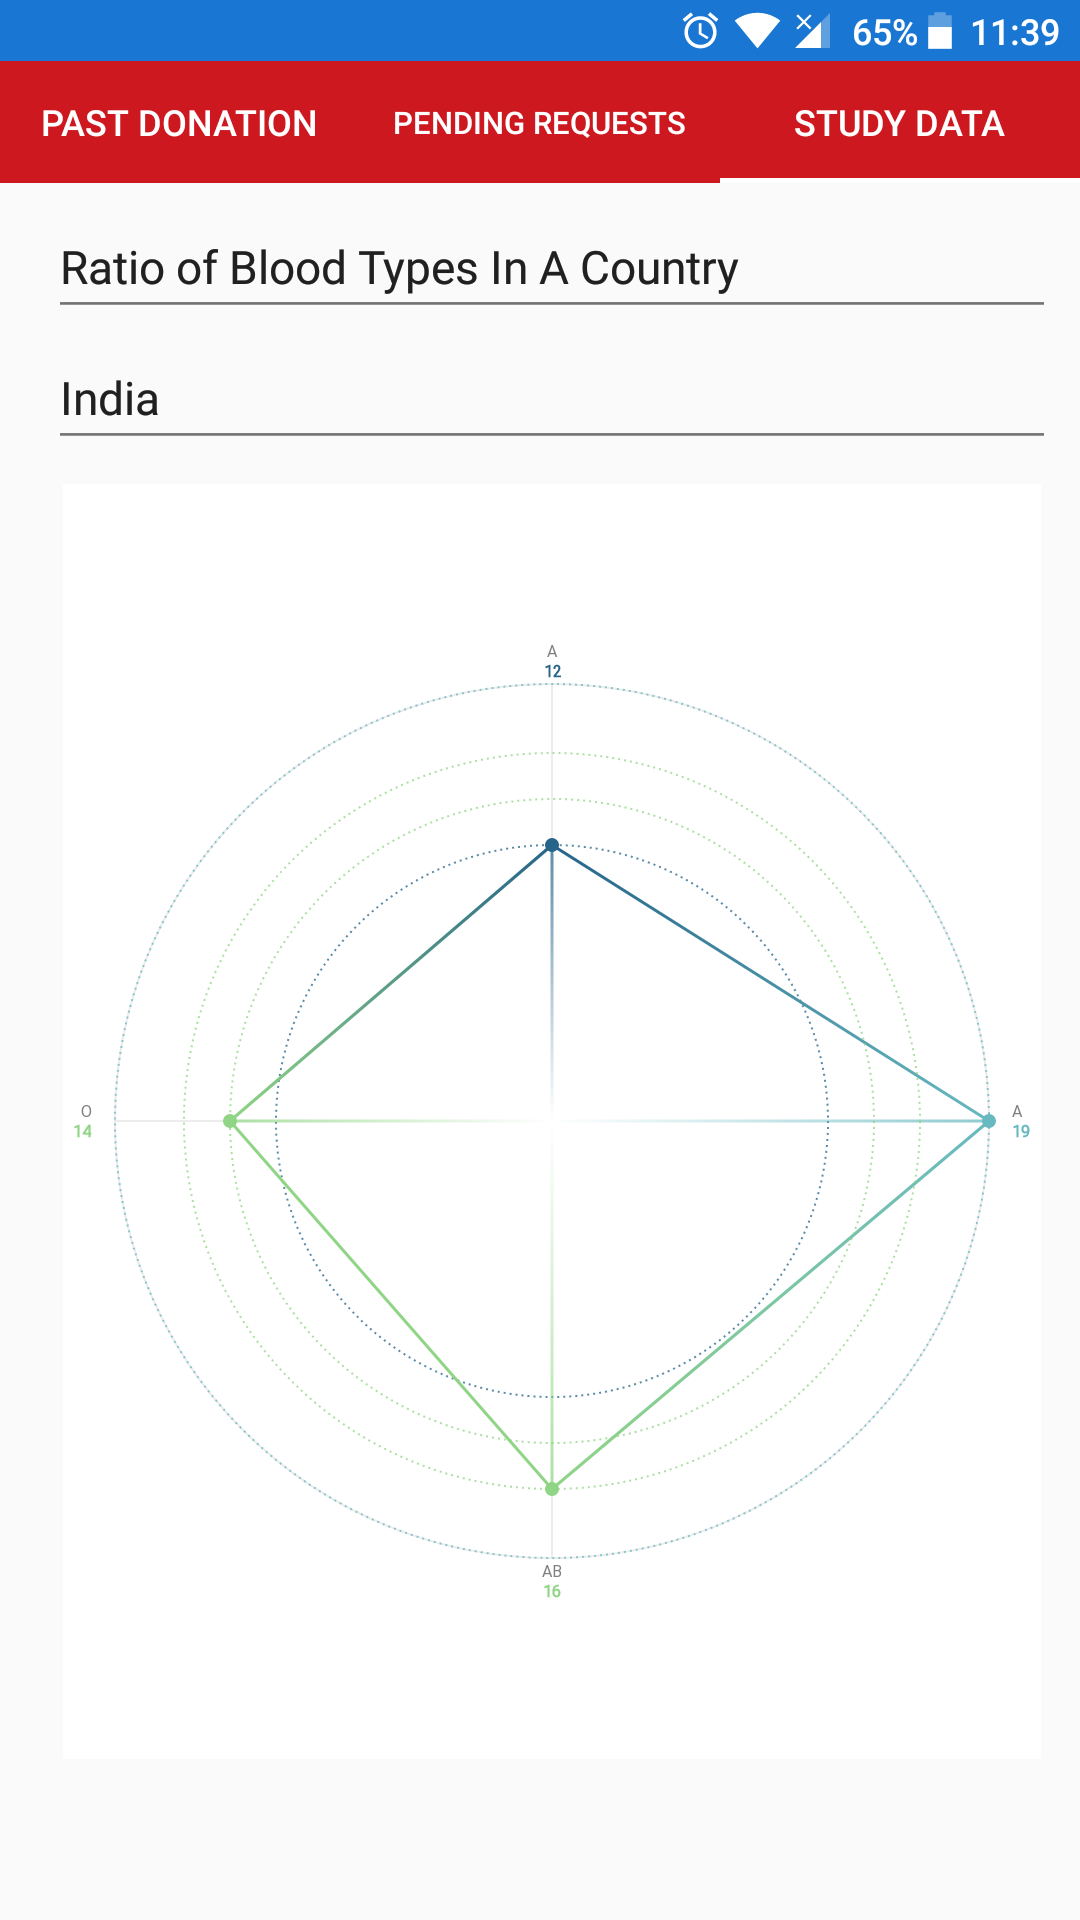 65% 11:39
PAST DONATION PENDING REQUESTS STUDY DATA
Ratio of Blood Types In A Country
India
A
12
O
14
A
19
AB
16